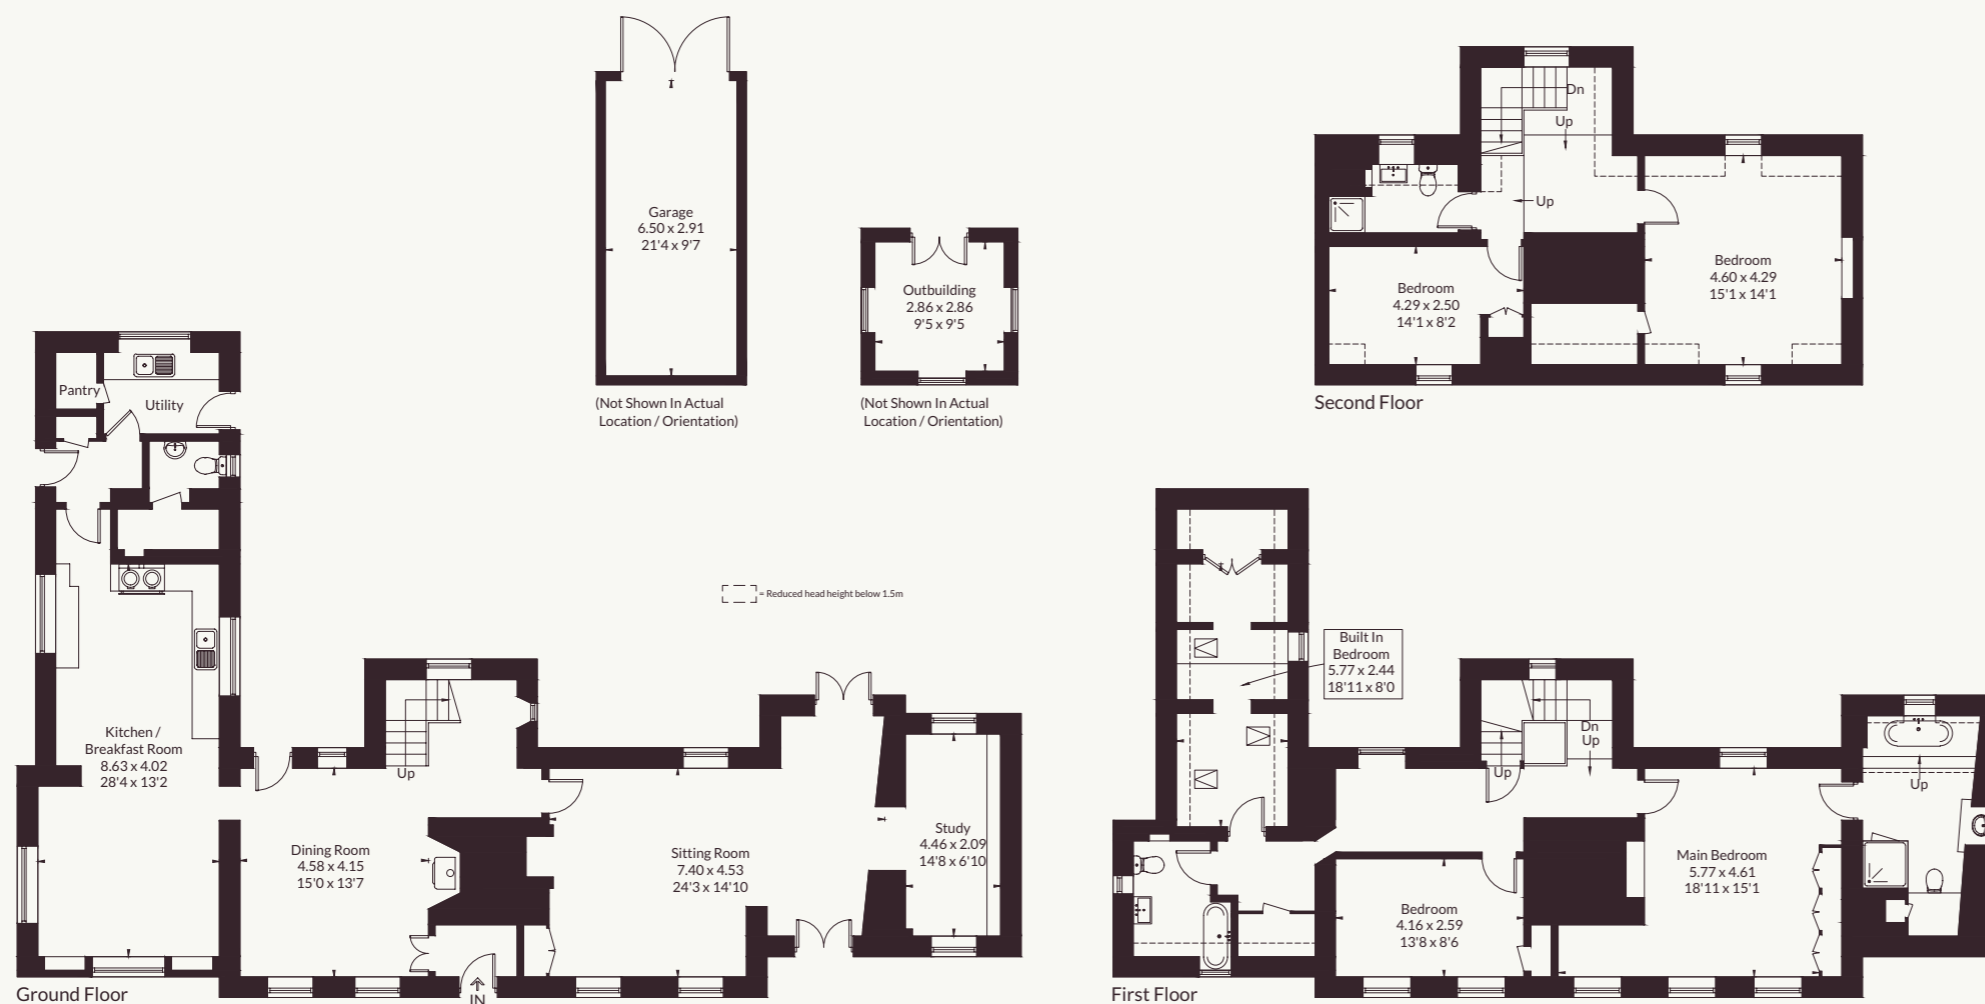 Garage
6.50 x 2.91
21'4 x 9'7
(Not Shown In Actual
Location / Orientation)
Outbuilding
2.86 x 2.86
9'5 x 9'5
(Not Shown In Actual
Location / Orientation)
Dn
Up
Up
Bedroom
4.29 x 2.50
14'1 x 8'2
Bedroom
4.60 x 4.29
15'1 x 14'1
Second Floor
Pantry
Utility
Kitchen /
Breakfast Room
8.63 x 4.02
28'4 x 13'2
= Reduced head height below 1.5m
Up
Dining Room
4.58 x 4.15
15'0 x 13'7
Sitting Room
7.40 x 4.53
24'3 x 14'10
Study
4.46 x 2.09
14'8 x 6'10
IN
Ground Floor
Built In
Bedroom
5.77 x 2.44
18'11 x 8'0
Dn
Up
Up
Up
Main Bedroom
5.77 x 4.61
18'11 x 15'1
Bedroom
4.16 x 2.59
13'8 x 8'6
First Floor